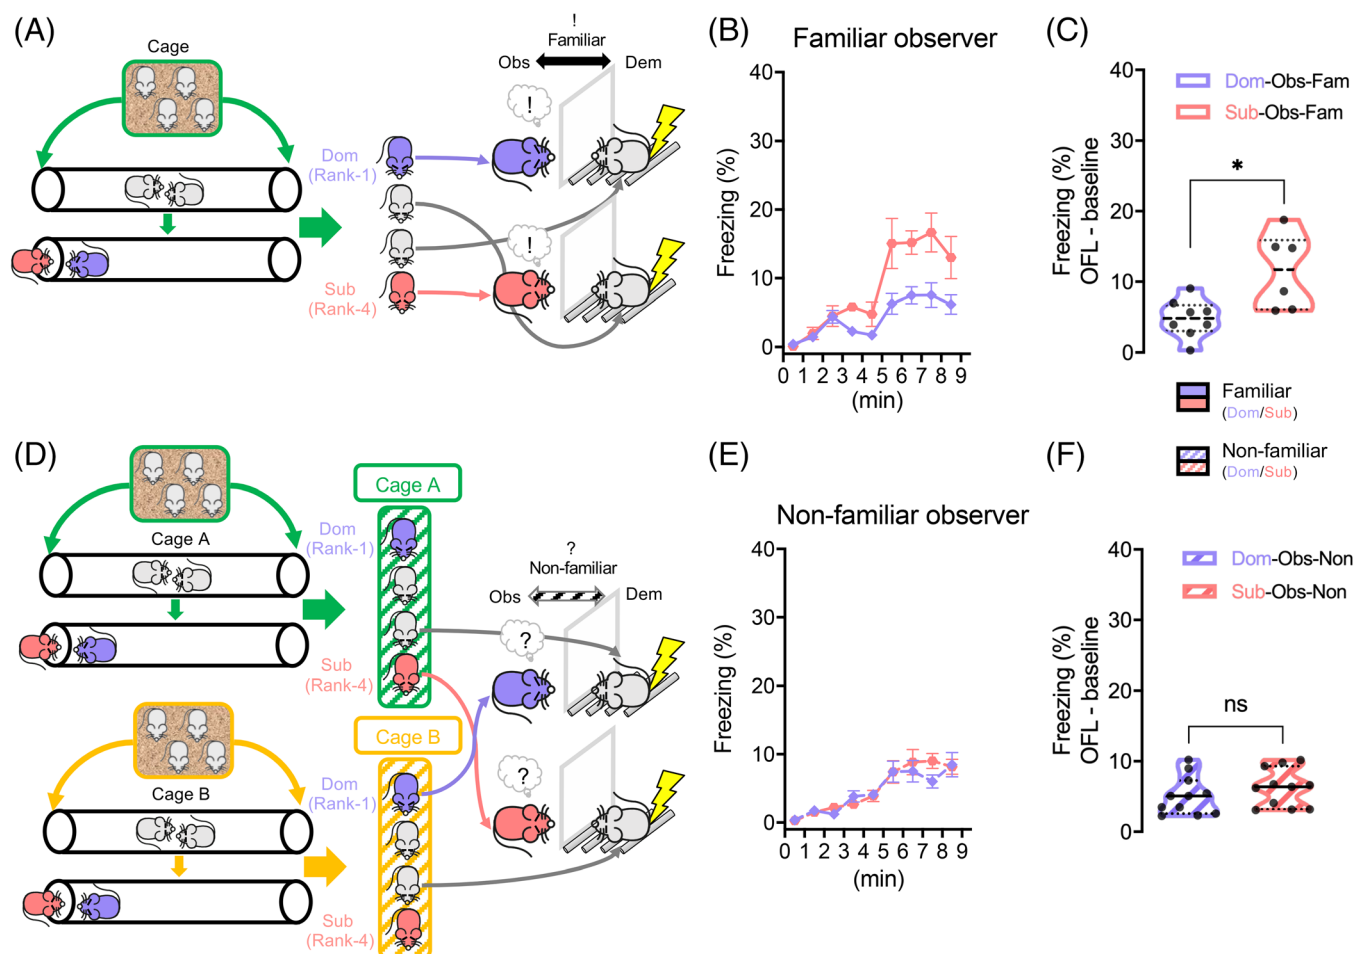 (A)
Cage
Dom
(Rank-1)
Sub
(Rank-4)
!
Familiar
Obs
Dem
!
!
(B)
Familiar observer
Freezing (%)
40
30
20
10
0
0 1 2 3 4 5 6 7 8 9
(min)
(C)
Freezing (%)
OFL - baseline
40
30
20
10
0
Dom-Obs-Fam
Sub-Obs-Fam
*
Familiar
(Dom/Sub)
Non-familiar
(Dom/Sub)
(D)
Cage A
Dom
(Rank-1)
Sub
(Rank-4)
Cage A
Cage B
Cage B
Dom
(Rank-1)
Sub
(Rank-4)
?
Non-familiar
Obs
Dem
?
?
(E)
Non-familiar observer
Freezing (%)
40
30
20
10
0
0 1 2 3 4 5 6 7 8 9
(min)
(F)
Freezing (%)
OFL - baseline
40
30
20
10
0
Dom-Obs-Non
Sub-Obs-Non
ns